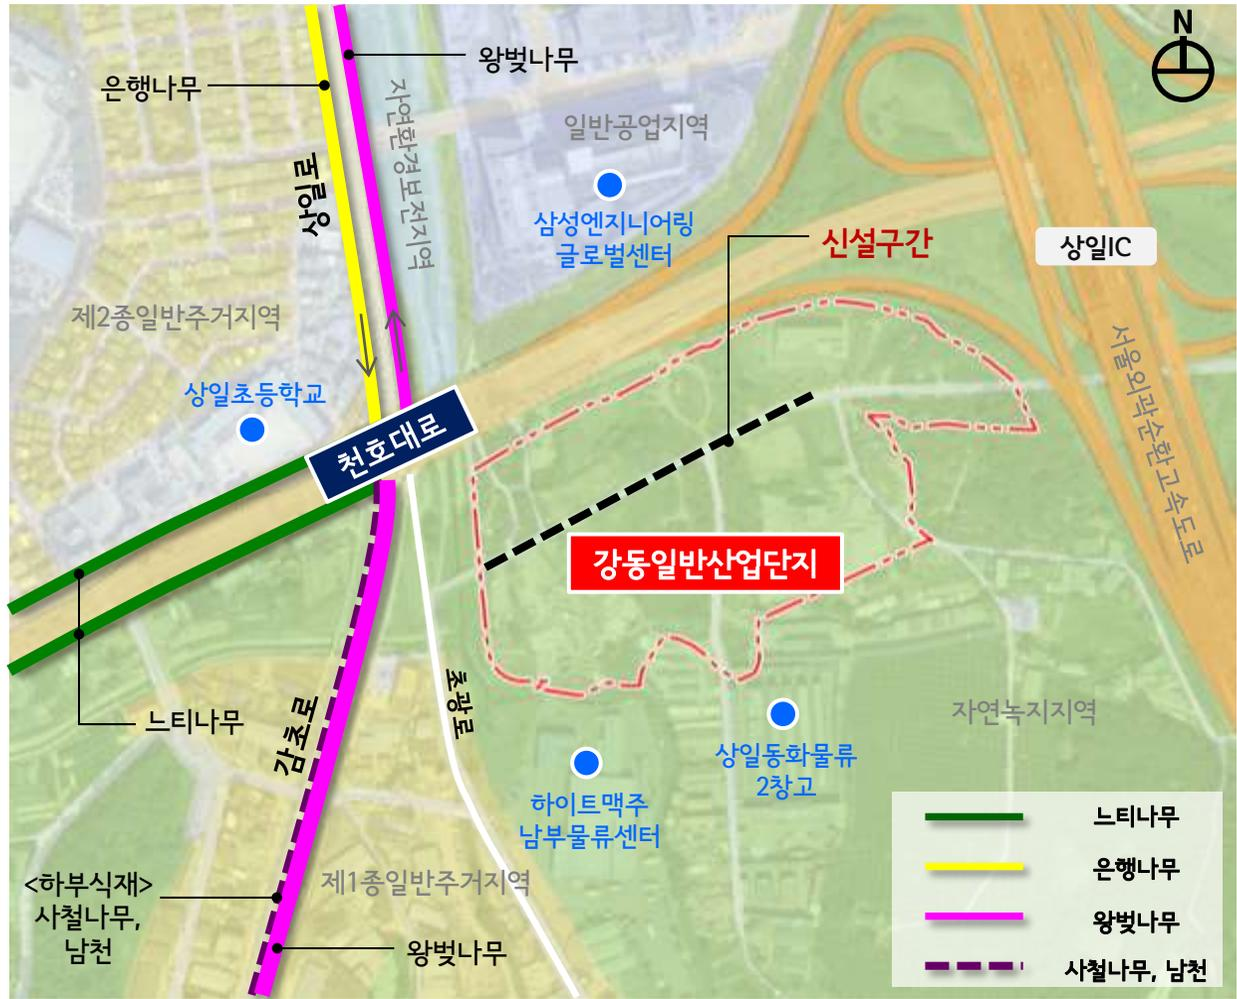 N
왕벚나무
은행나무
자연환경보전지역
일반공업지역
상일로
삼성엔지니어링
글로벌센터
신설구간
상일IC
제2종일반주거지역
서울외곽순환고속도로
상일초등학교
천호대로
강동일반산업단지
느티나무
감초로
초광로
자연녹지지역
상일동화물류
2창고
하이트맥주
남부물류센터
<하부식재>
사철나무,
남천
제1종일반주거지역
왕벚나무
느티나무
은행나무
왕벚나무
사철나무, 남천